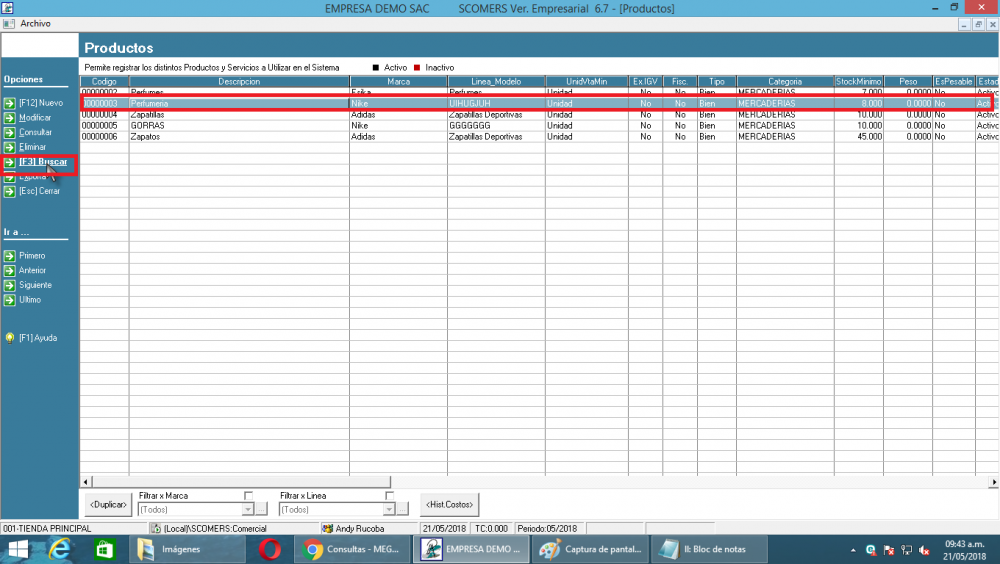 EMPRESA DEMO SAC SCOMERS Ver. Empresarial 6.7 - [Productos]
Archivo
Productos
Permite registrar los distintos Productos y Servicios a Utilizar en el Sistema Activo Inactivo
Opciones
[F12] Nuevo
Modificar
Consultar
Eliminar
[F3] Buscar
Exporta
[Esc] Cerrar
Ir a ...
Primero
Anterior
Siguiente
Ultimo
[F1] Ayuda
Codigo Descripcion Marca Linea_Modelo UnidVtaMin Ex.IGV Fisc. Tipo Categoria StockMinimo Peso EsPesable Estad
00000002 Perfumes Esika Perfumes Unidad No No Bien MERCADERIAS 7.000 0.0000 No Activo
00000003 Perfumeria Nike UIHUGJUH Unidad No No Bien MERCADERIAS 8.000 0.0000 No Acti
00000004 Zapatillas Adidas Zapatillas Deportivas Unidad No No Bien MERCADERIAS 10.000 0.0000 No Activo
00000005 GORRAS Nike GGGGGGG Unidad No No Bien MERCADERIAS 10.000 0.0000 No Activo
00000006 Zapatos Adidas Zapatillas Deportivas Unidad No No Bien MERCADERIAS 45.000 0.0000 No Activo
Filtrar x Marca Filtrar x Linea
<Duplicar> (Todos) ... (Todos) ... <Hist.Costos>
001-TIENDA PRINCIPAL (Local)\SCOMERS:Comercial Andy Rucoba 21/05/2018 TC:0.000 Periodo:05/2018
Imágenes Consultas - MEG... EMPRESA DEMO ... Captura de pantal... II: Bloc de notas 09:43 a.m.
21/05/2018